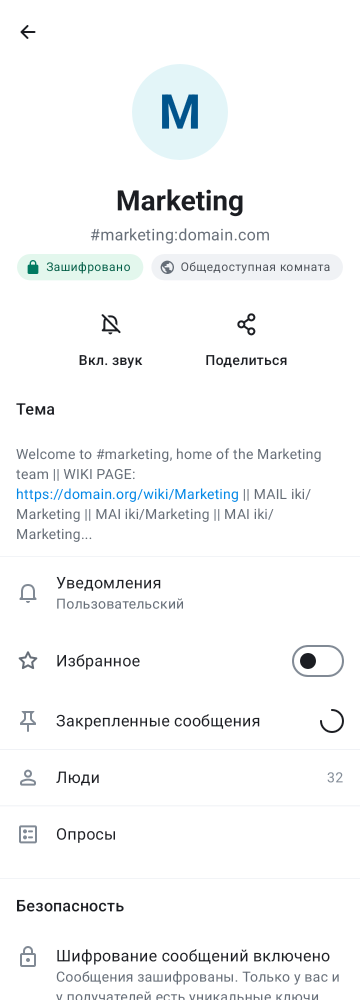 M
Marketing
#marketing:domain.com
Зашифровано
Общедоступная комната
Вкл. звук
Поделиться
Тема
Welcome to #marketing, home of the Marketing
team || WIKI PAGE:
https://domain.org/wiki/Marketing || MAIL iki/
Marketing || MAI iki/Marketing || MAI iki/
Marketing...
Уведомления
Пользовательский
Избранное
Закрепленные сообщения
Люди
32
Опросы
Безопасность
Шифрование сообщений включено
Сообщения зашифрованы. Только у вас и
у получателей есть уникальные ключи